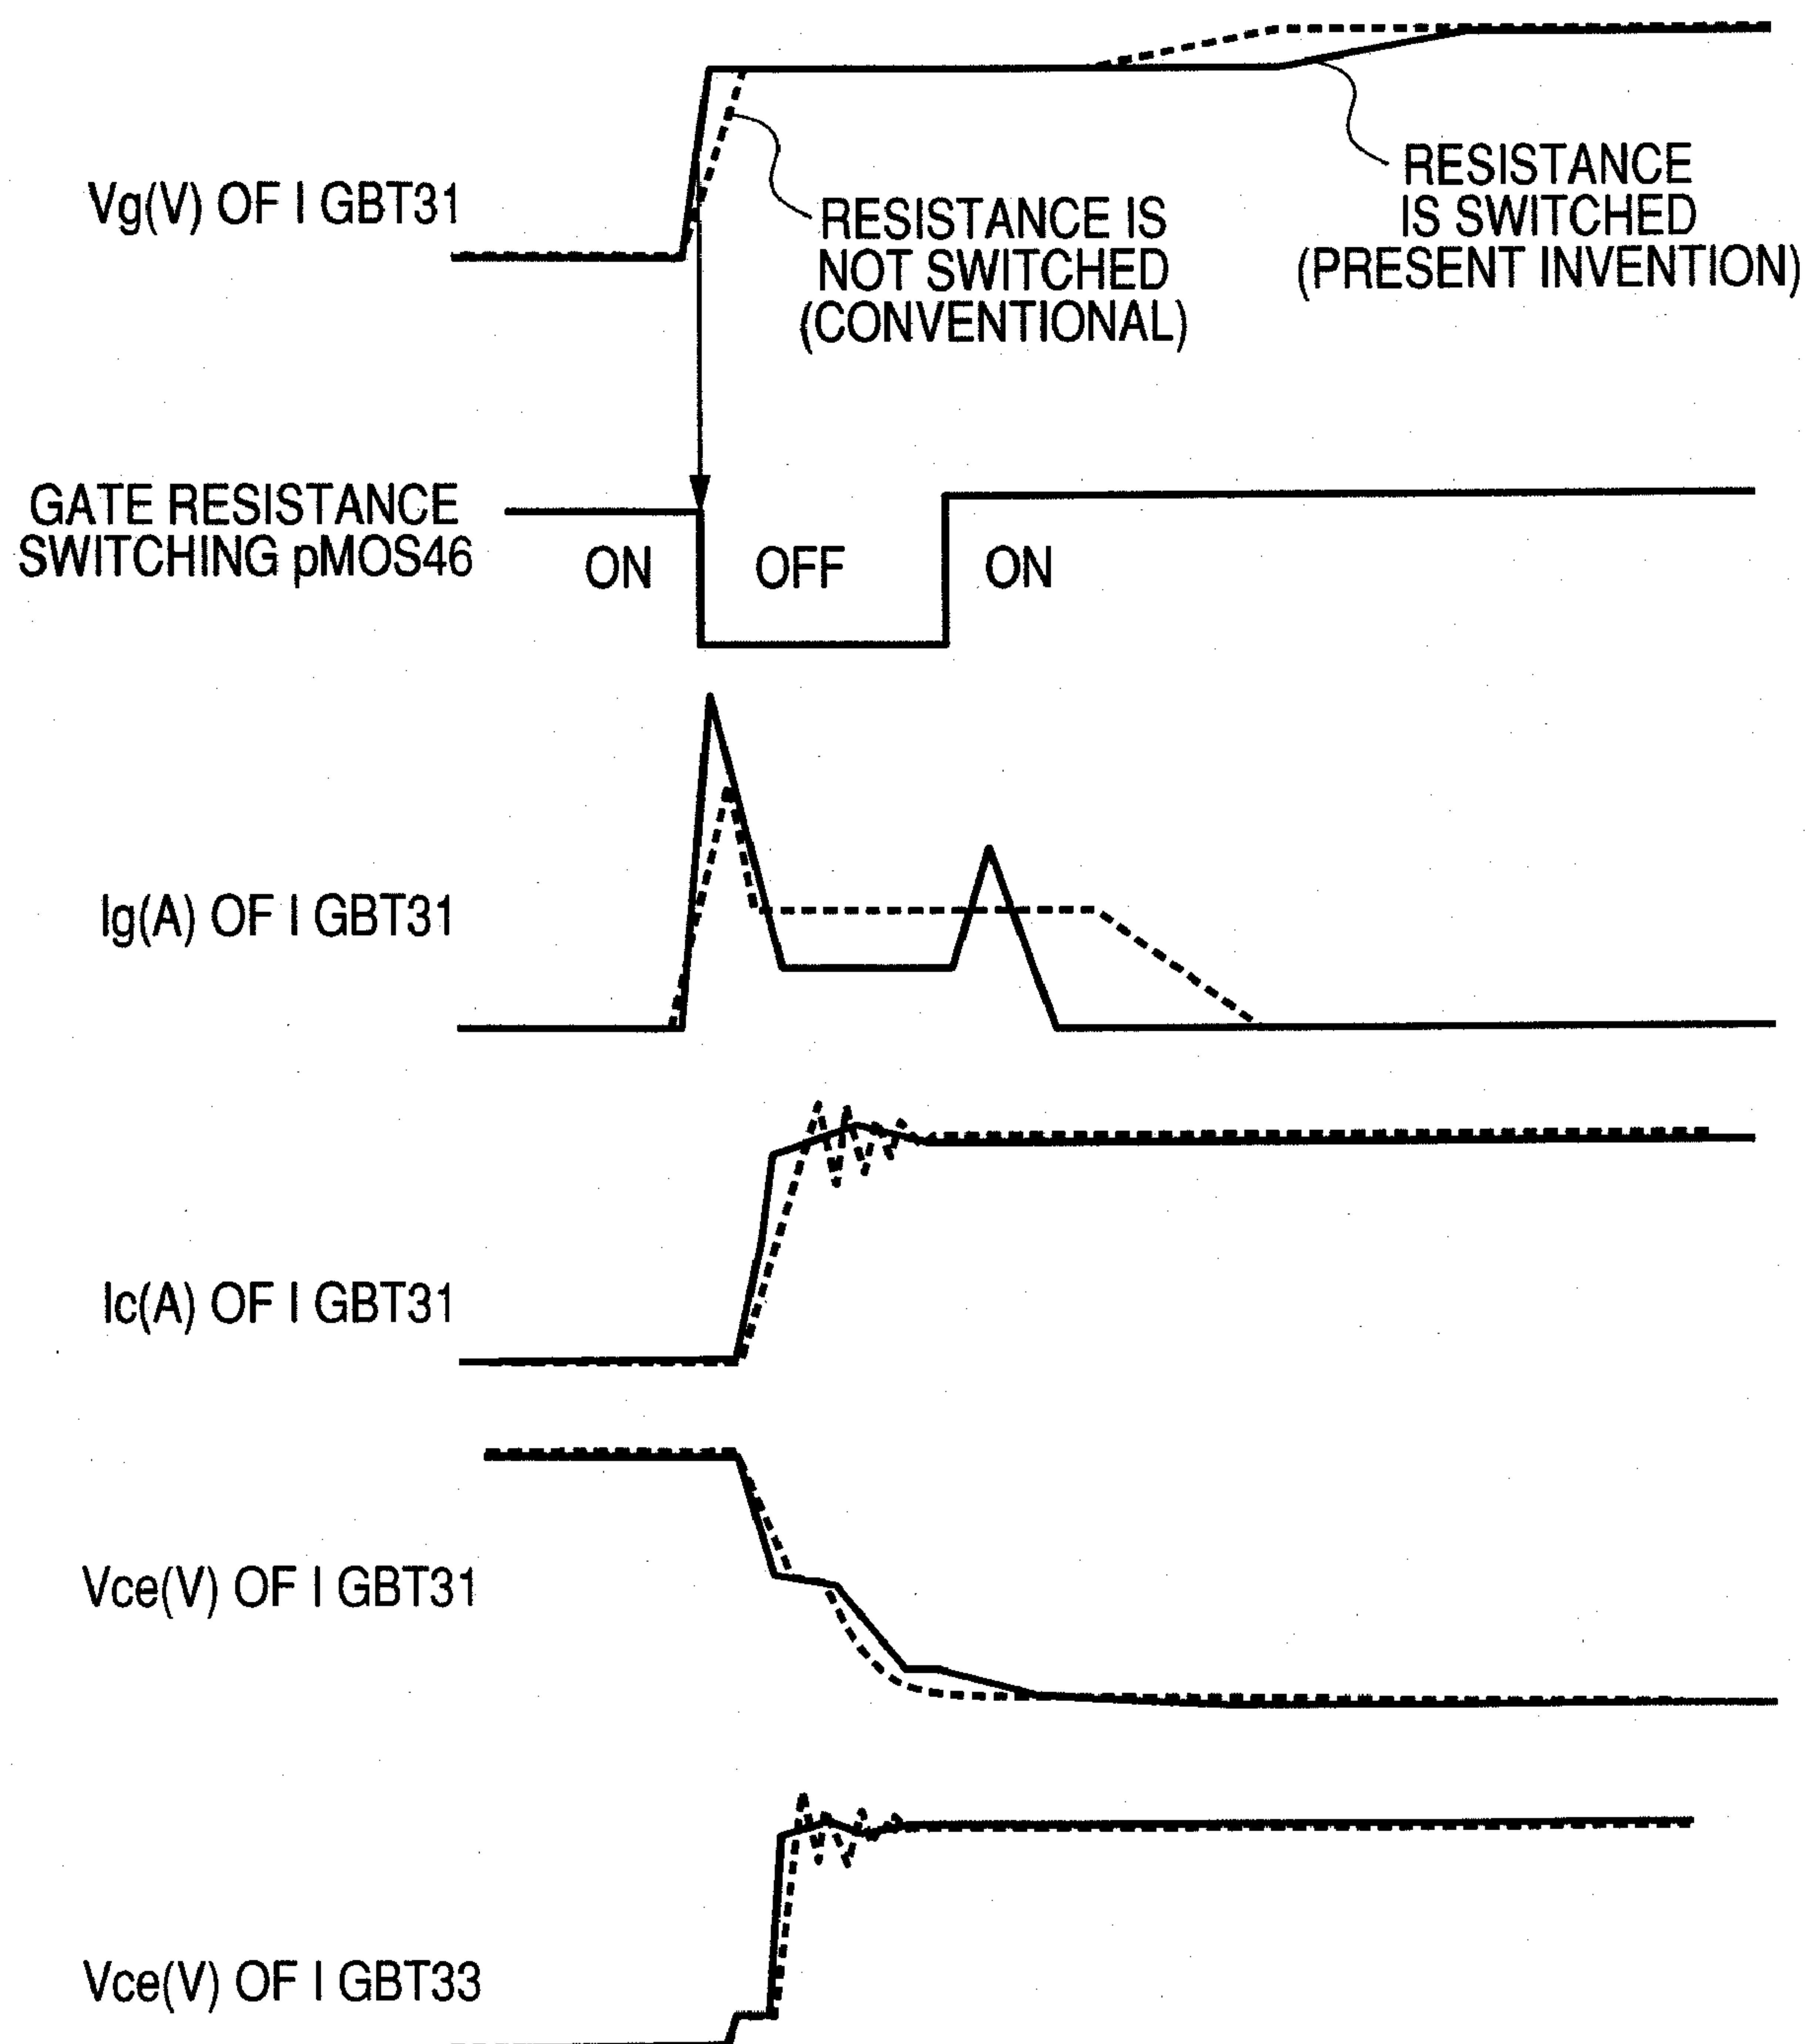 Vg(V) OF I GBT31
RESISTANCE IS
NOT SWITCHED
(CONVENTIONAL)
RESISTANCE
IS SWITCHED
(PRESENT INVENTION)
GATE RESISTANCE
SWITCHING pMOS46
ON
OFF
ON
Ig(A) OF I GBT31
Ic(A) OF I GBT31
Vce(V) OF I GBT31
Vce(V) OF I GBT33